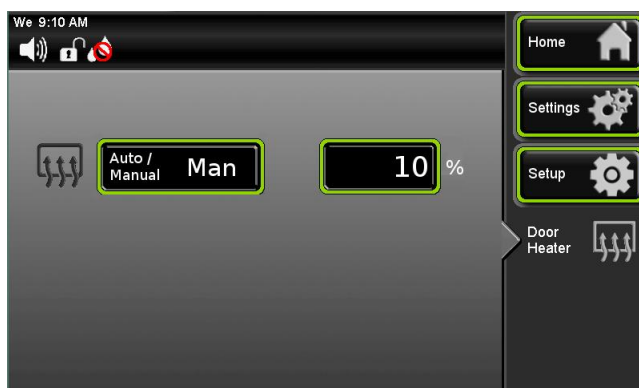 We 9:10 AM
Home
Settings
Auto /
Manual
Man
10 %
Setup
Door
Heater